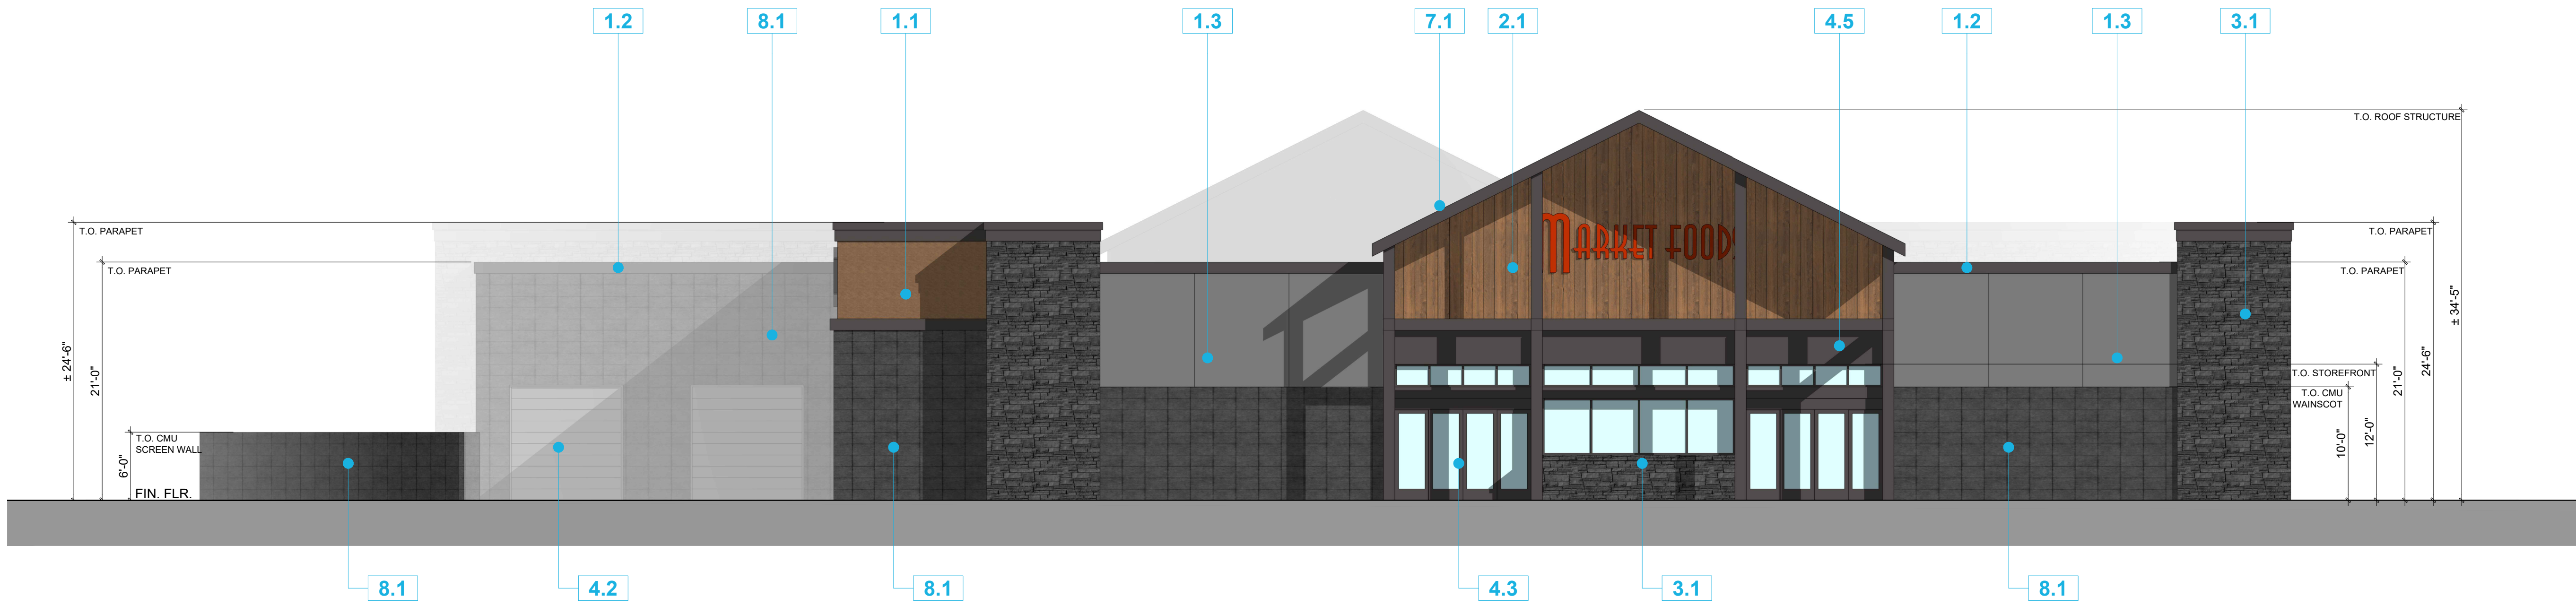 1.2
8.1
1.1
1.3
7.1
2.1
4.5
1.2
1.3
3.1
T.O. ROOF STRUCTURE
T.O. PARAPET
T.O. PARAPET
MARKET FOODS
T.O. PARAPET
T.O. PARAPET
± 24'-6"
21'-0"
6'-0"
T.O. CMU
SCREEN WALL
FIN. FLR.
T.O. STOREFRONT
T.O. CMU
WAINSCOT
10'-0"
12'-0"
21'-0"
24'-6"
± 34'-5"
8.1
4.2
8.1
4.3
3.1
8.1